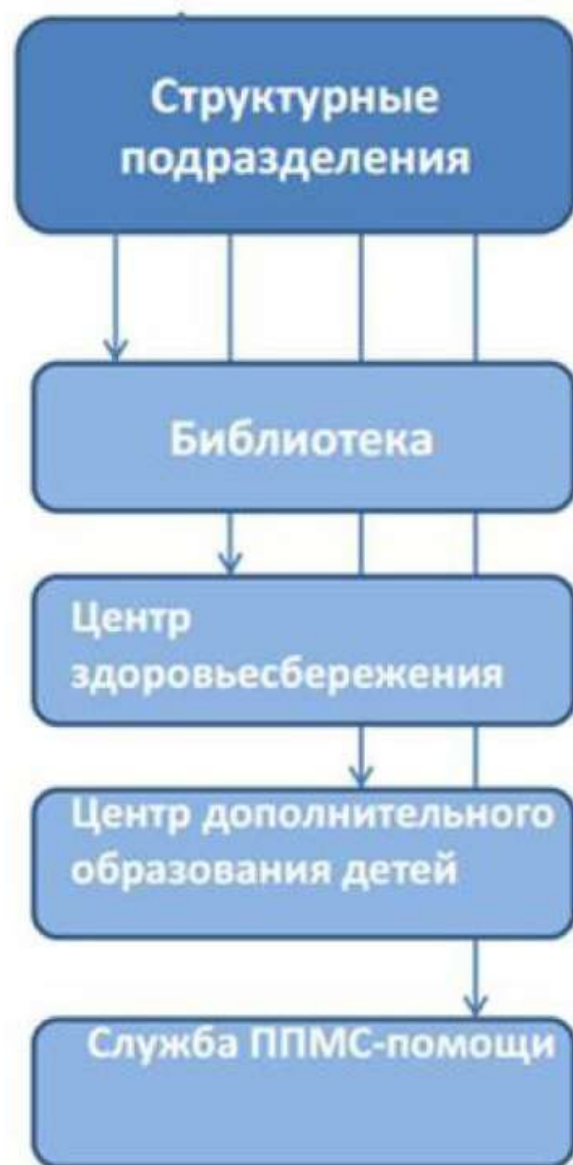 Структурные
подразделения
Библиотека
Центр
здоровьесбережения
Центр дополнительного
образования детей
Служба ППМС-помощи